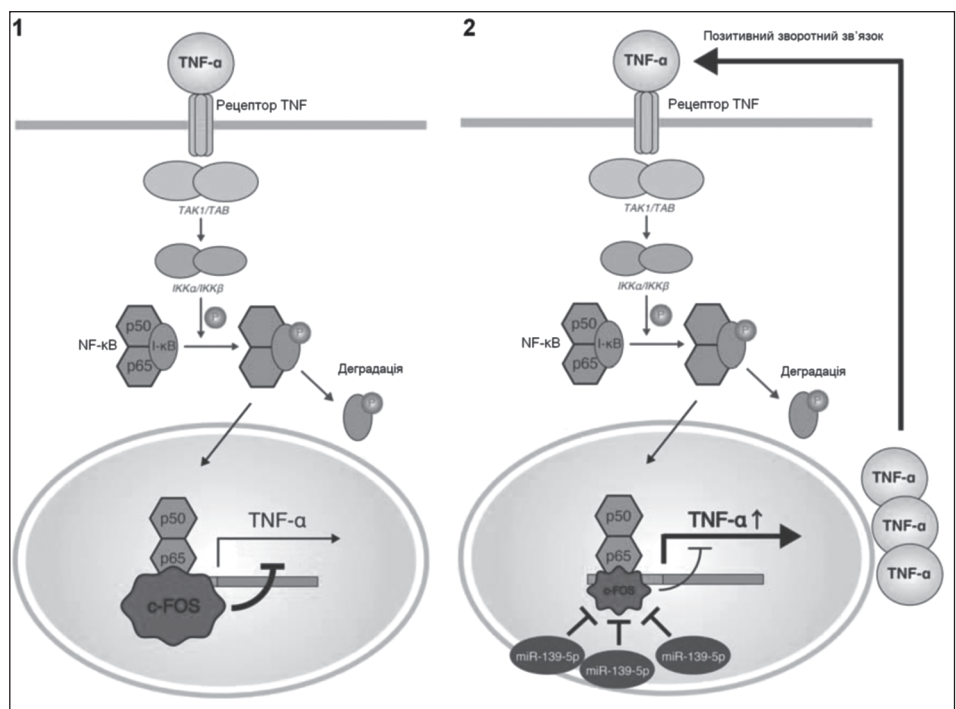 1
TNF-α
Рецептор TNF
TAK1/TAB
IKKα/IKKβ
P
p50
NF-κB
I-κB
p65
P
Деградація
P
p50
TNF-α
p65
c-FOS
2
Позитивний зворотний зв’язок
TNF-α
Рецептор TNF
TAK1/TAB
IKKα/IKKβ
P
p50
NF-κB
I-κB
p65
P
Деградація
P
TNF-α
TNF-α
TNF-α
p50
TNF-α ↑
p65
c-FOS
miR-139-5p
miR-139-5p
miR-139-5p